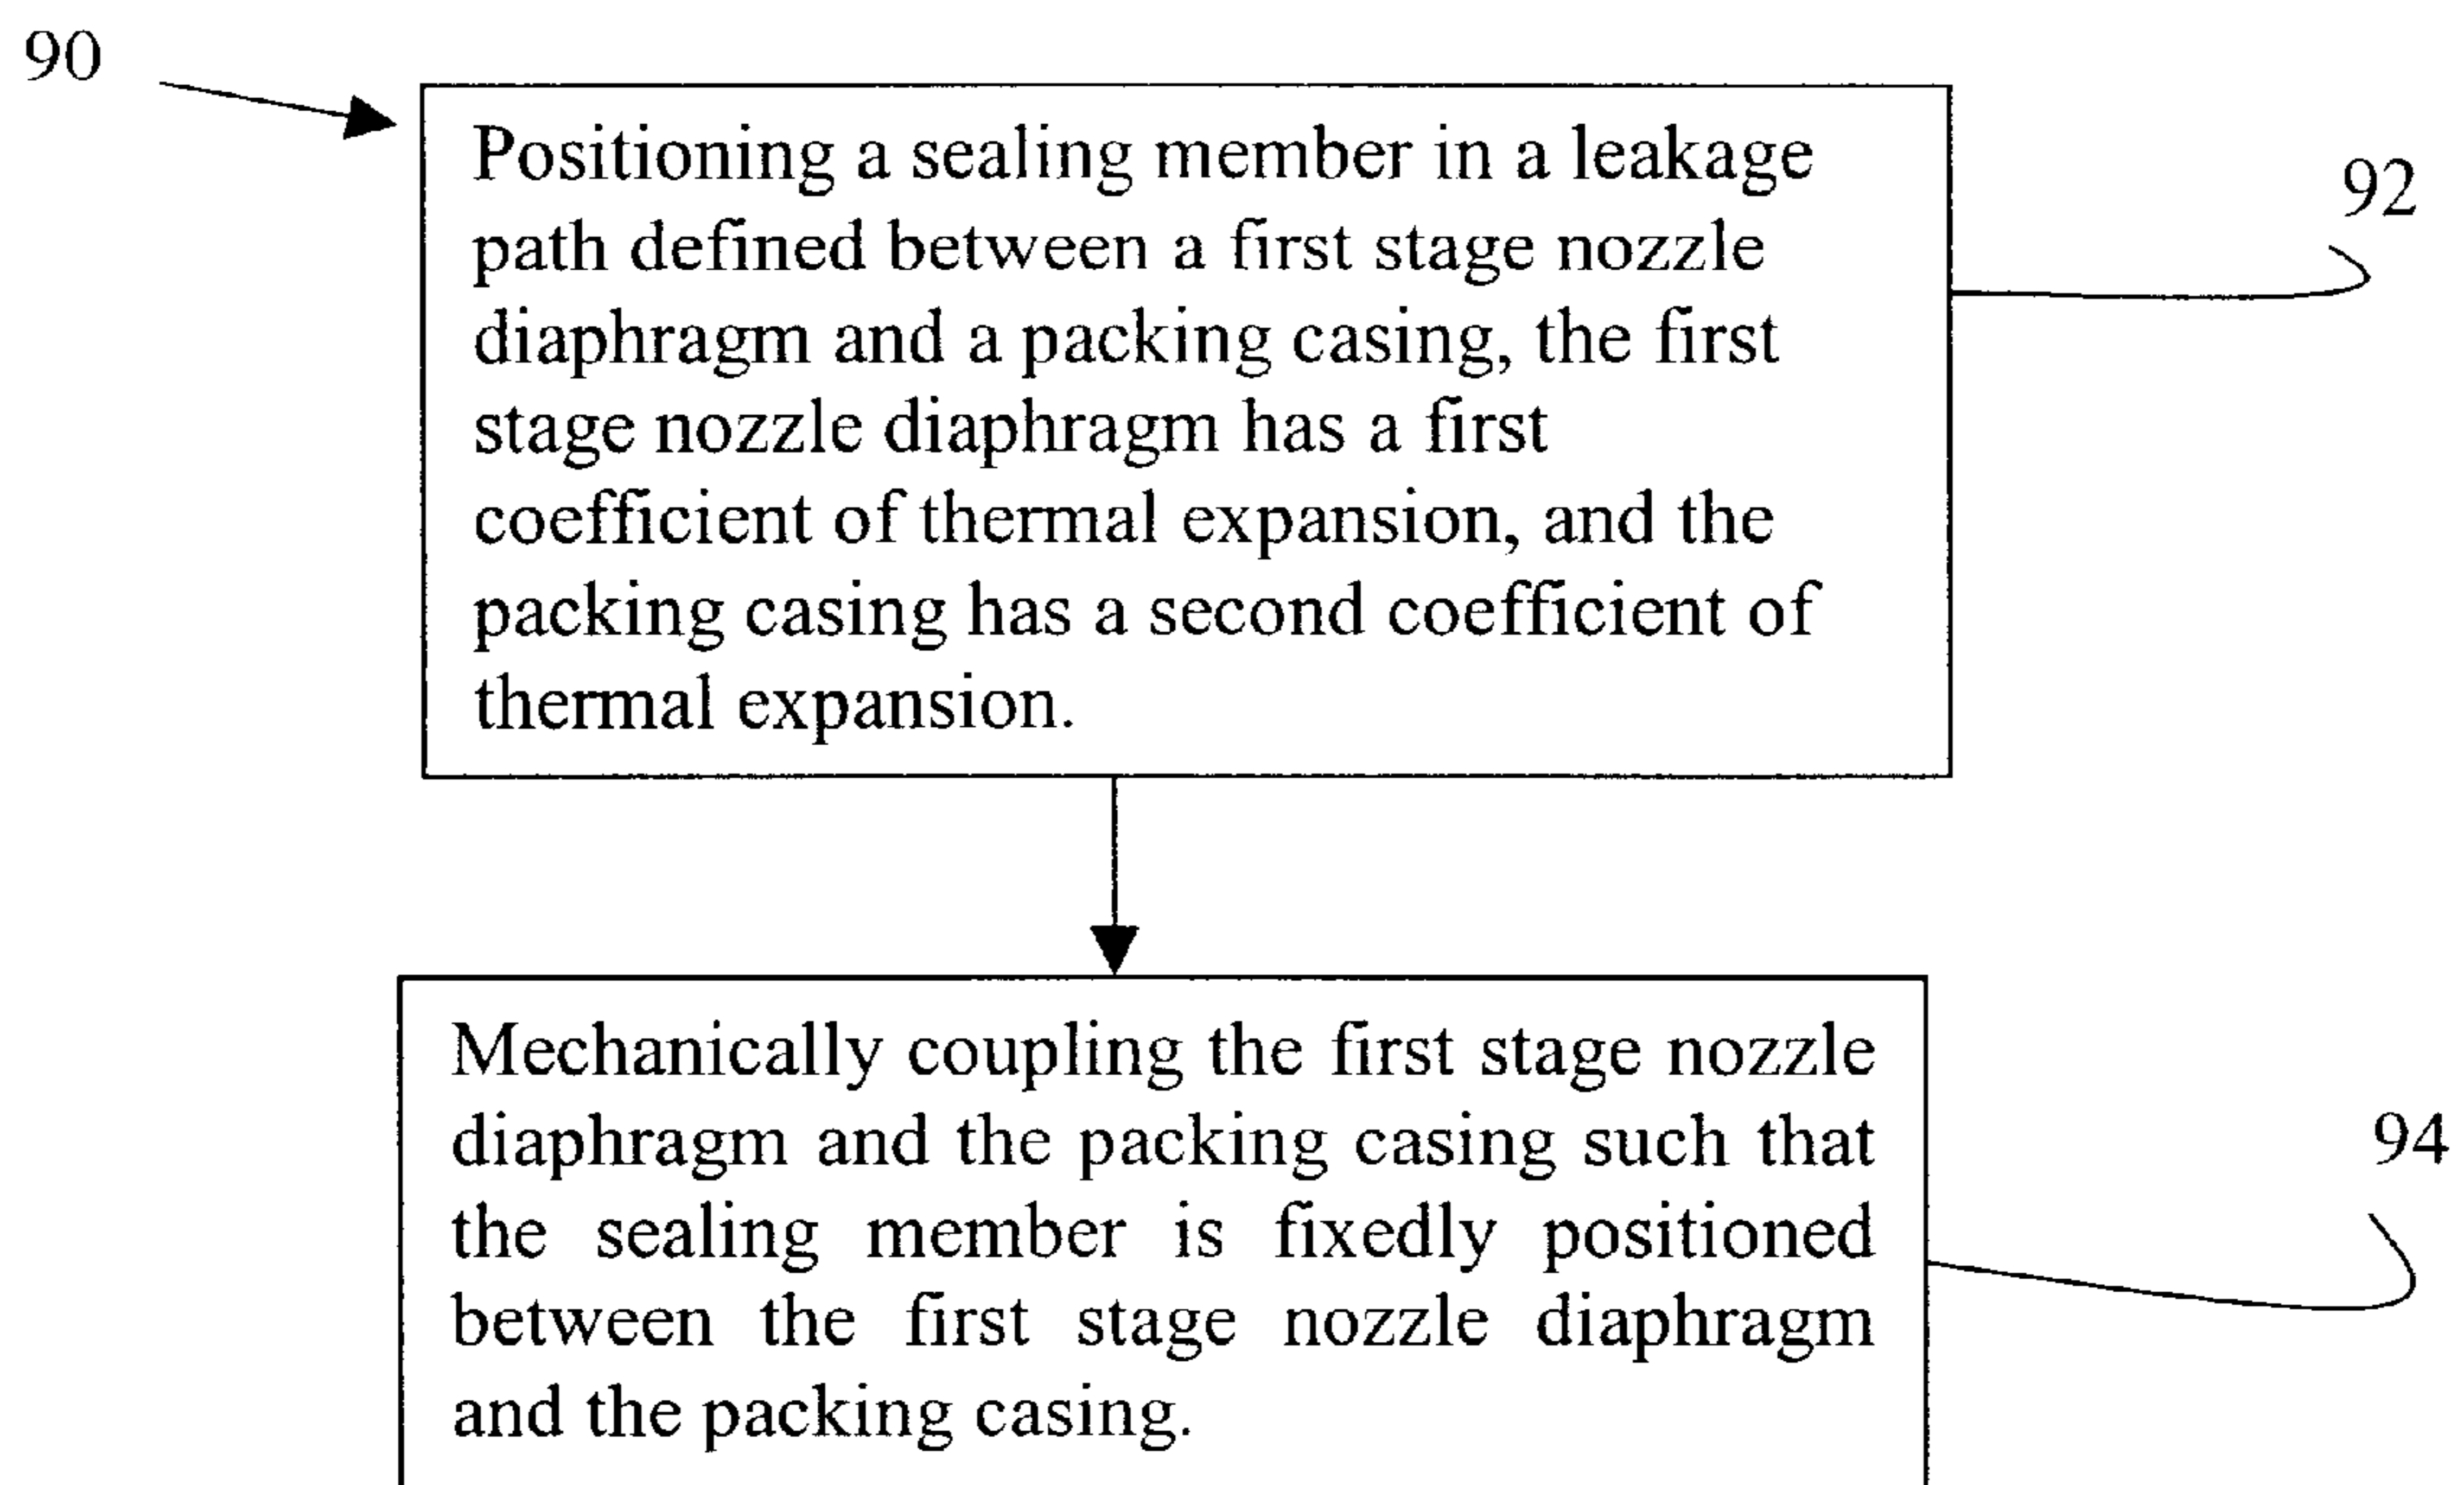 90
Positioning a sealing member in a leakage
path defined between a first stage nozzle
diaphragm and a packing casing, the first
stage nozzle diaphragm has a first
coefficient of thermal expansion, and the
packing casing has a second coefficient of
thermal expansion.
92
Mechanically coupling the first stage nozzle
diaphragm and the packing casing such that
the sealing member is fixedly positioned
between the first stage nozzle diaphragm
and the packing casing.
94